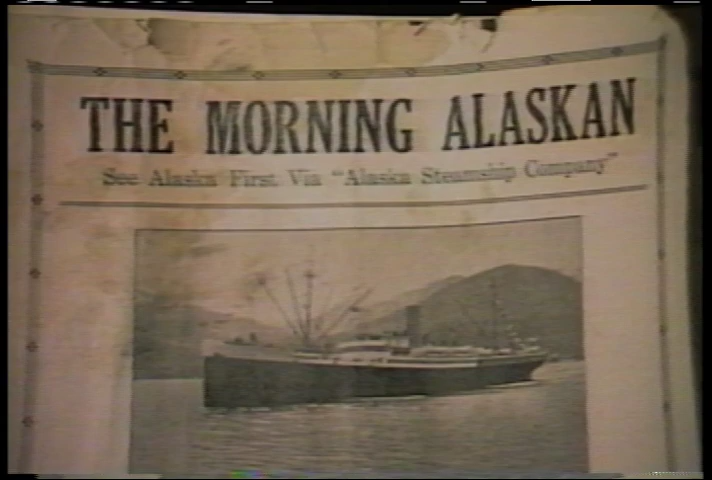 THE MORNING ALASKAN
See Alaska First Via "Alaska Steamship Company"